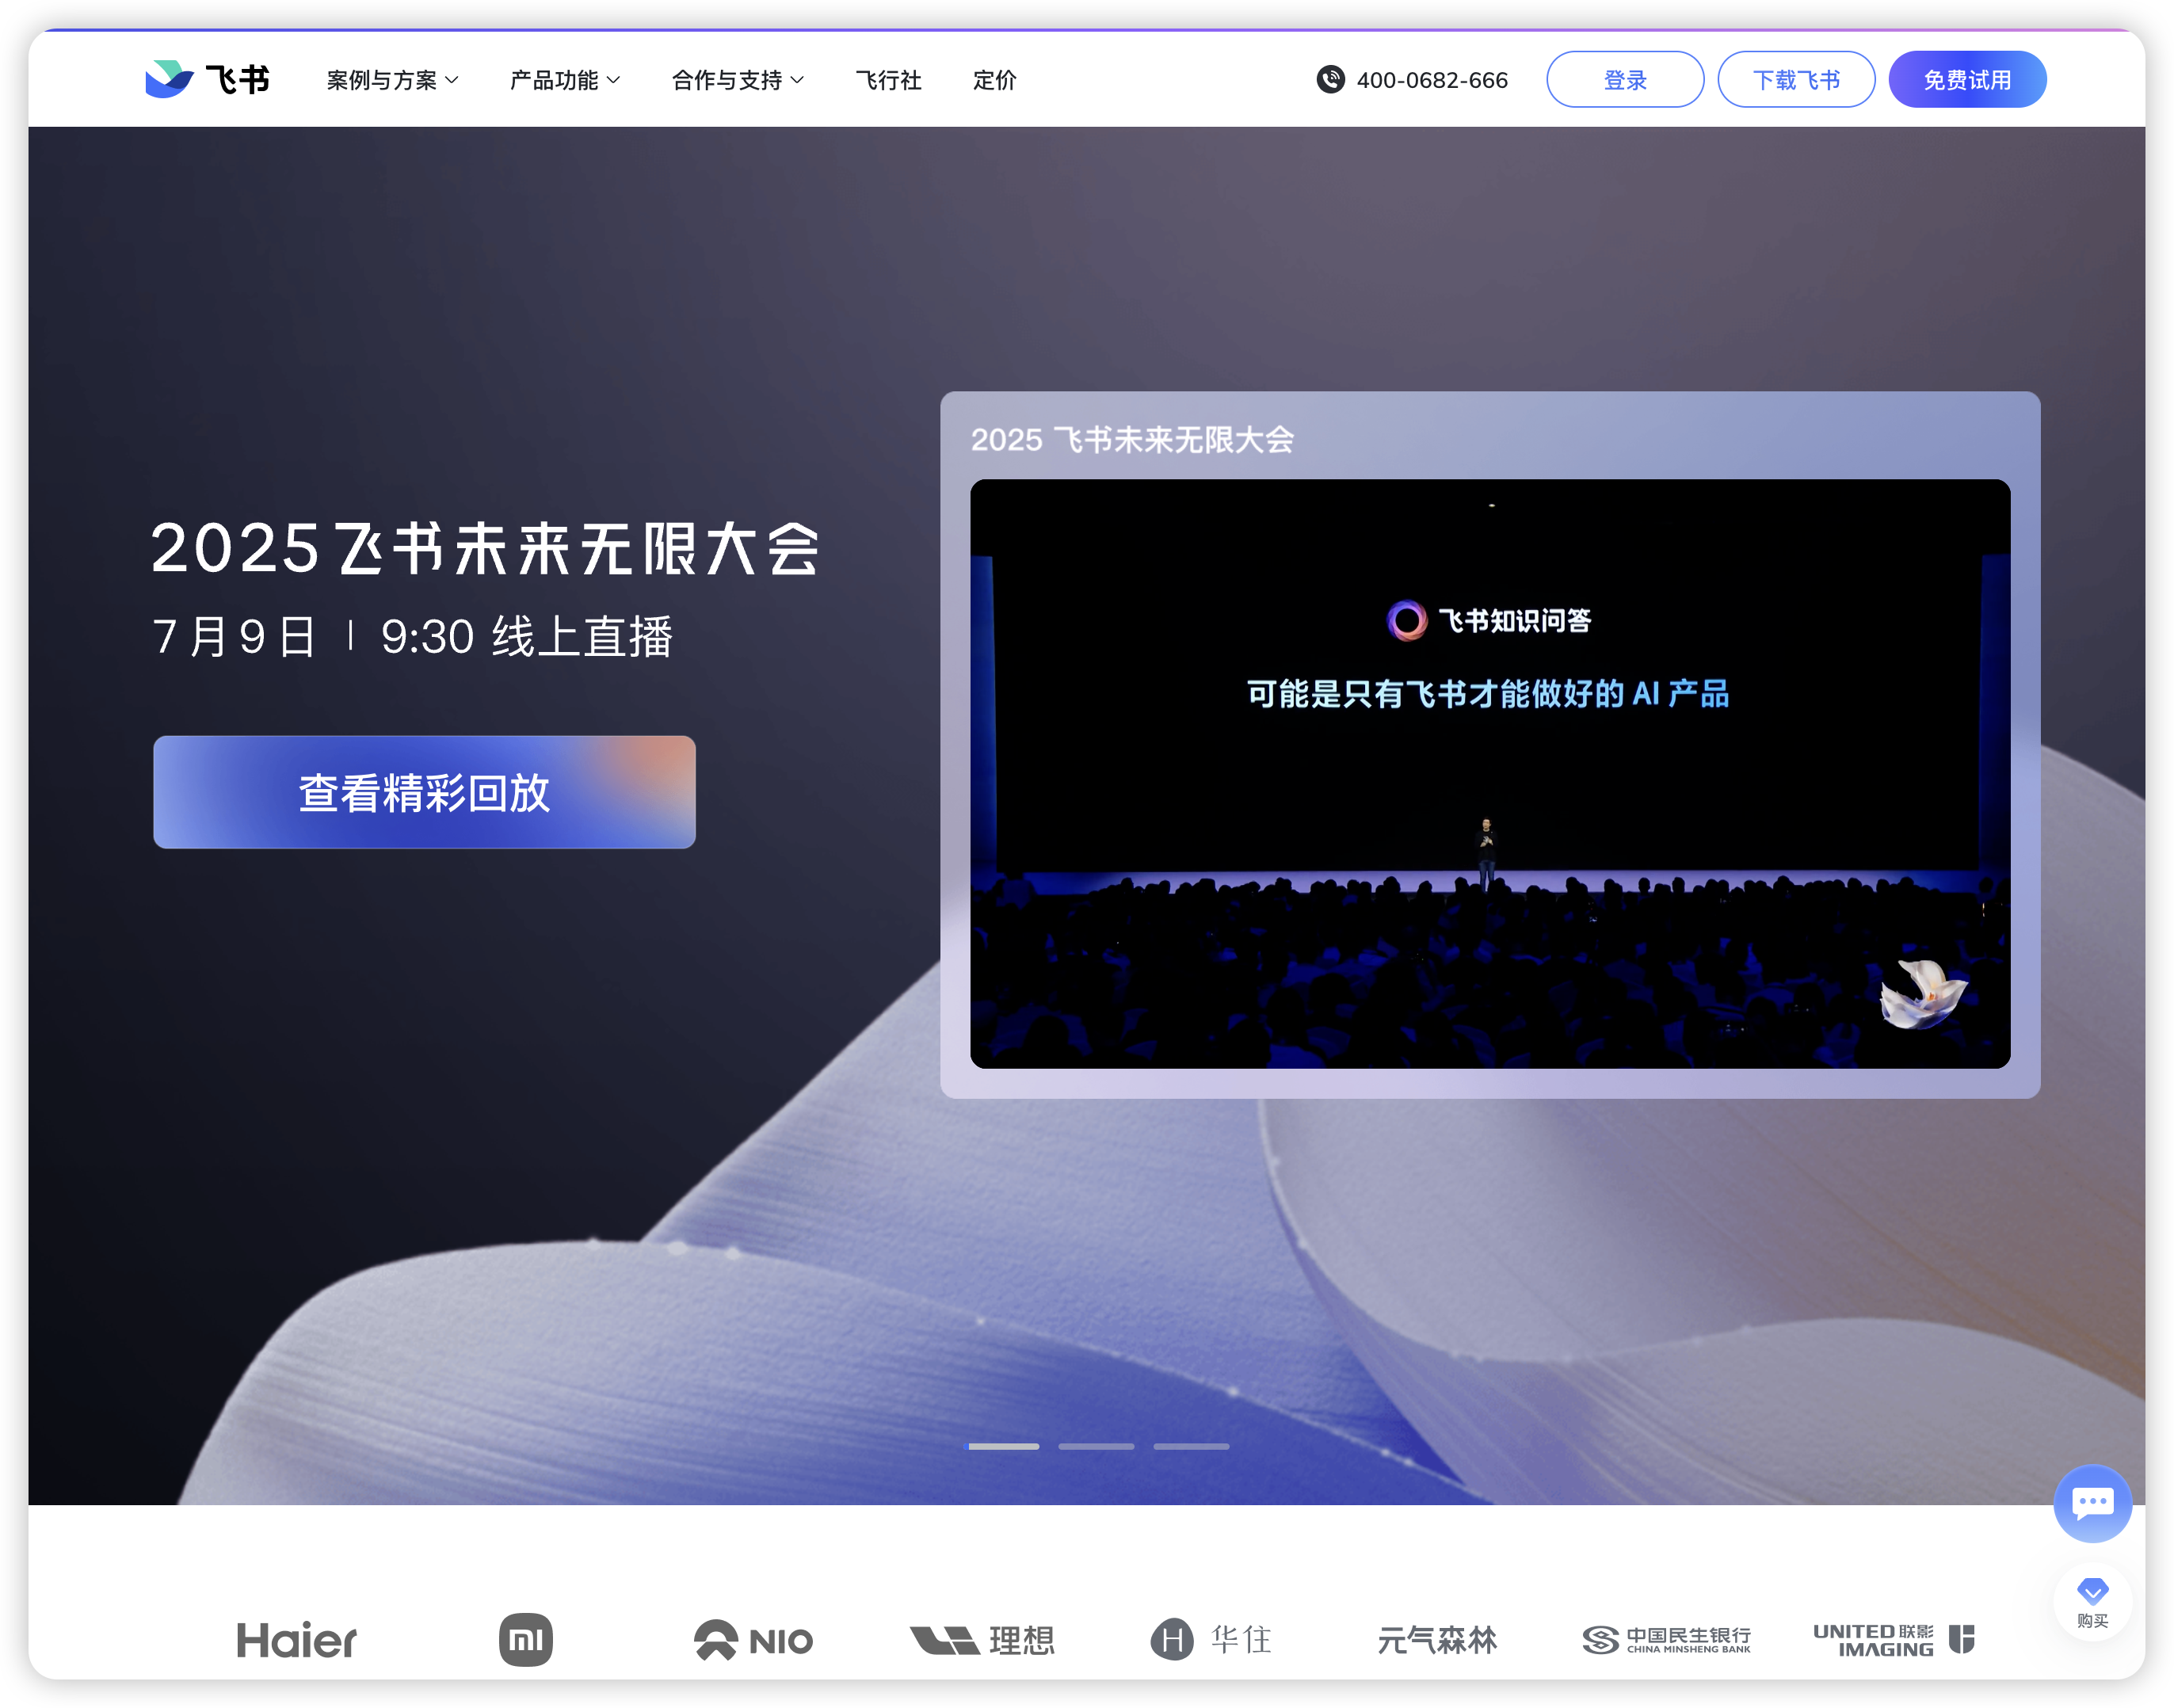 飞书
案例与方案
产品功能
合作与支持
飞行社
定价
400-0682-666
登录
下载飞书
免费试用
2025飞书未来无限大会
7月9日 | 9:30 线上直播
查看精彩回放
2025 飞书未来无限大会
飞书知识问答
可能是只有飞书才能做好的 AI 产品
Haier
mi
NIO
理想
H 华住
元气森林
中国民生银行
CHINA MINSHENG BANK
UNITED 联影
IMAGING
购买